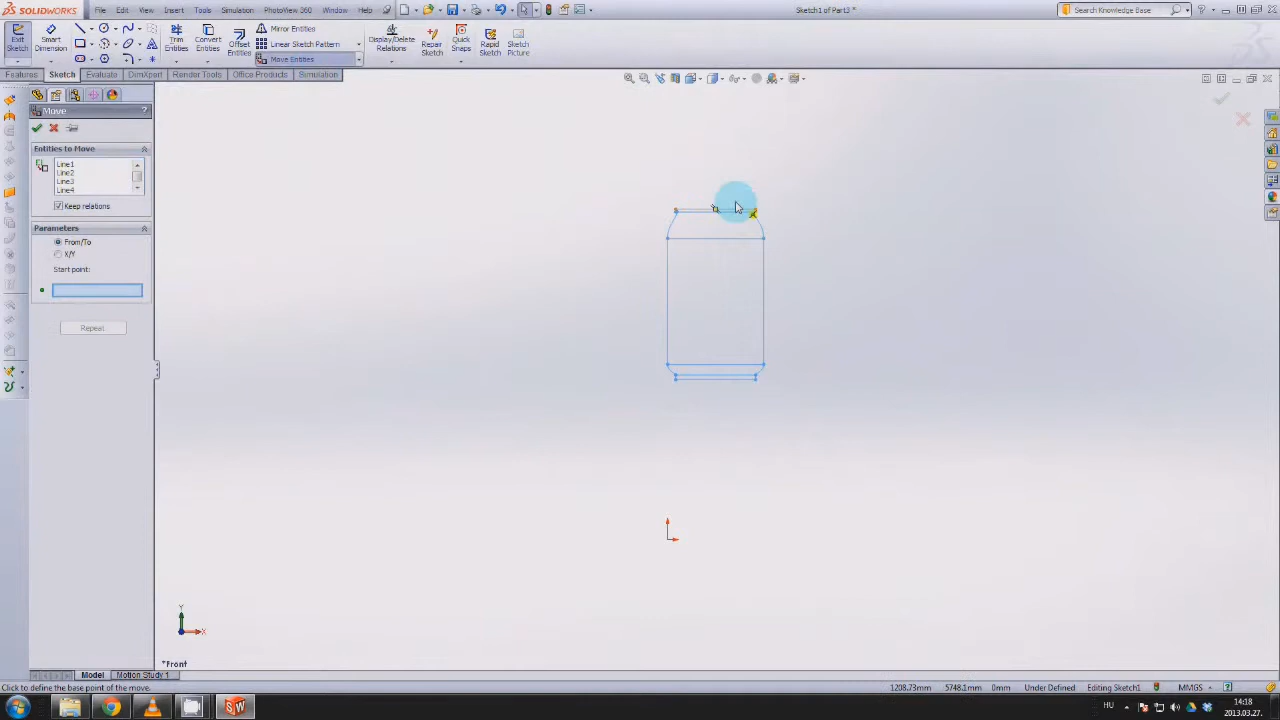 SOLIDWORKS
File Edit View Insert Tools Simulation PhotoView 360 Window Help
Sketch1 of Part3 *
Search Knowledge Base
Exit Sketch
Smart Dimension
Trim Entities
Convert Entities
Offset Entities
Mirror Entities
Linear Sketch Pattern
Move Entities
Display/Delete Relations
Repair Sketch
Quick Snaps
Rapid Sketch
Sketch Picture
Features Sketch Evaluate DimXpert Render Tools Office Products Simulation
Move ?
Entities to Move
Line1
Line2
Line3
Line4
Keep relations
Parameters
From/To
X/Y
Start point:
Repeat
Y
X
*Front
Model Motion Study 1
Click to define the base point of the move.
1208.73mm 5748.1mm 0mm Under Defined Editing Sketch1 MMGS
HU 14:18
2013.03.27.